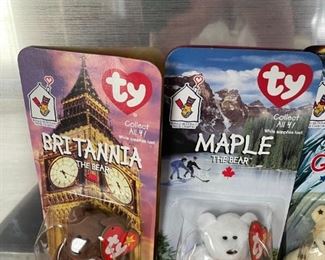 ty
Collect
All 4!
While supplies last!
BRITANNIA
THE BEAR
ty
Collect
All 4!
While supplies last!
MAPLE
THE BEAR
G